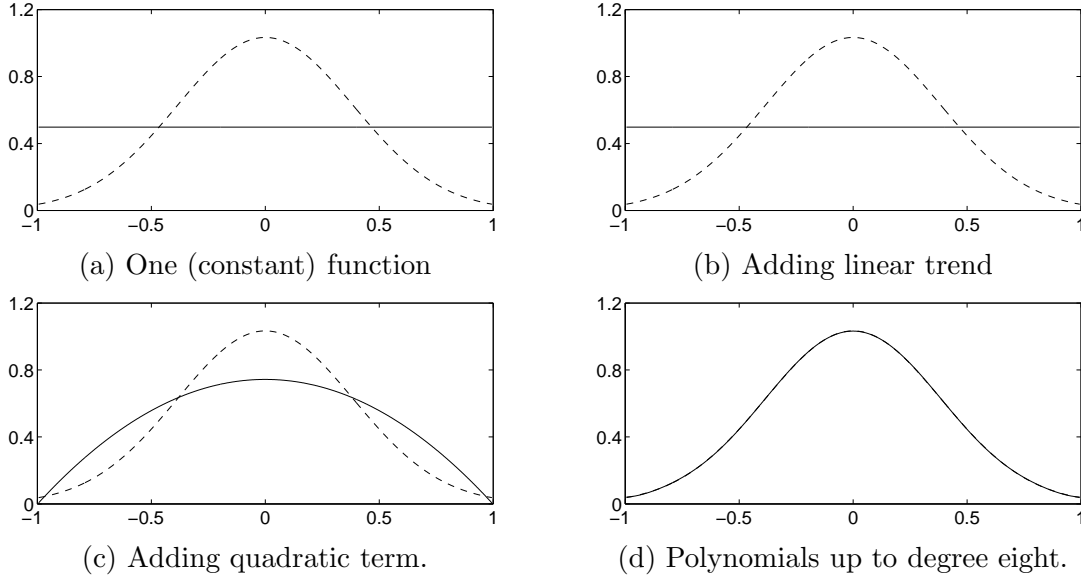 1.2
0.8
0.4
0
−1 −0.5 0 0.5 1
(a) One (constant) function
1.2
0.8
0.4
0
−1 −0.5 0 0.5 1
(b) Adding linear trend
1.2
0.8
0.4
0
−1 −0.5 0 0.5 1
(c) Adding quadratic term.
1.2
0.8
0.4
0
−1 −0.5 0 0.5 1
(d) Polynomials up to degree eight.